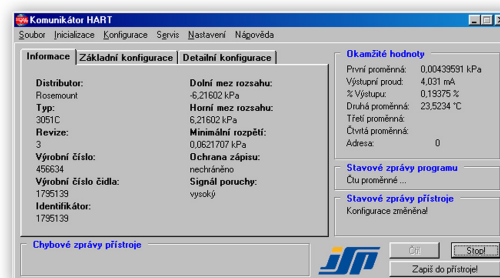 Komunikátor HART
Soubor Inicializace Konfigurace Servis Nastavení Nápověda
Informace Základní konfigurace Detailní konfigurace
Distributor:
Rosemount
Typ:
3051C
Revize:
3
Výrobní číslo:
456634
Výrobní číslo čidla:
1795139
Identifikátor:
1795139
Dolní mez rozsahu:
-6,21602 kPa
Horní mez rozsahu:
6,21602 kPa
Minimální rozpětí:
0,0621707 kPa
Ochrana zápisu:
nechráněno
Signál poruchy:
vysoký
Chybové zprávy přístroje
Okamžité hodnoty
První proměnná: 0,00439591 kPa
Výstupní proud: 4,031 mA
% Výstupu: 0,19375 %
Druhá proměnná: 23,5234 °C
Třetí proměnná:
Čtvrtá proměnná:
Adresa: 0
Stavové zprávy programu
Čtu proměnné ...
Stavové zprávy přístroje
Konfigurace změněna!
JSP
Čti! Stop!
Zapiš do přístroje!